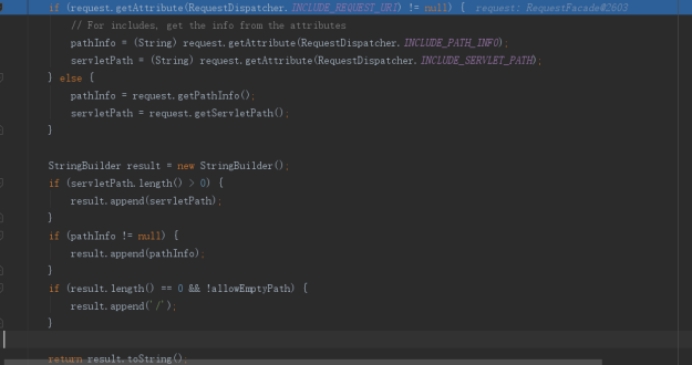 if (request.getAttribute(RequestDispatcher.INCLUDE_REQUEST_URI) != null) { request: RequestFacade@2603
// For includes, get the info from the attributes
pathInfo = (String) request.getAttribute(RequestDispatcher.INCLUDE_PATH_INFO);
servletPath = (String) request.getAttribute(RequestDispatcher.INCLUDE_SERVLET_PATH);
} else {
pathInfo = request.getPathInfo();
servletPath = request.getServletPath();
}
StringBuilder result = new StringBuilder();
if (servletPath.length() > 0) {
result.append(servletPath);
}
if (pathInfo != null) {
result.append(pathInfo);
}
if (result.length() == 0 && !allowEmptyPath) {
result.append('/');
}
return result.toString();